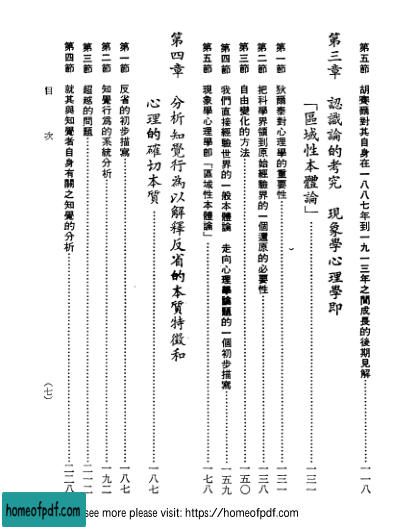 第五節 胡賽爾對其自身在一八八七年到一九一三年之間成長的後期見解…………一一八
第三章 認識論的考究 現象學心理學即
「區域性本體論」…………一三一
第一節 狄爾泰對心理學的重要性…………一三一
第二節 把科學界領到原始經驗界的一個還原的必要性…………一三八
第三節 自由變化的方法…………一五〇
第四節 我們直接經驗世界的一般本體論 走向心理學論題的一個初步描寫…………一五九
第五節 現象學心理學即「區域性本體論」…………一七八
第四章 分析知覺行為以解釋反省的本質特徵和
心理的確切本質…………一八七
第一節 反省的初步描寫…………一八七
第二節 知覺行為的系統分析…………一九二
第三節 超越的問題…………二一二
第四節 就其與知覺者自身有關之知覺的分析…………二二八
目次
(七)
homeofpdf.com
see more please visit: https://homeofpdf.com